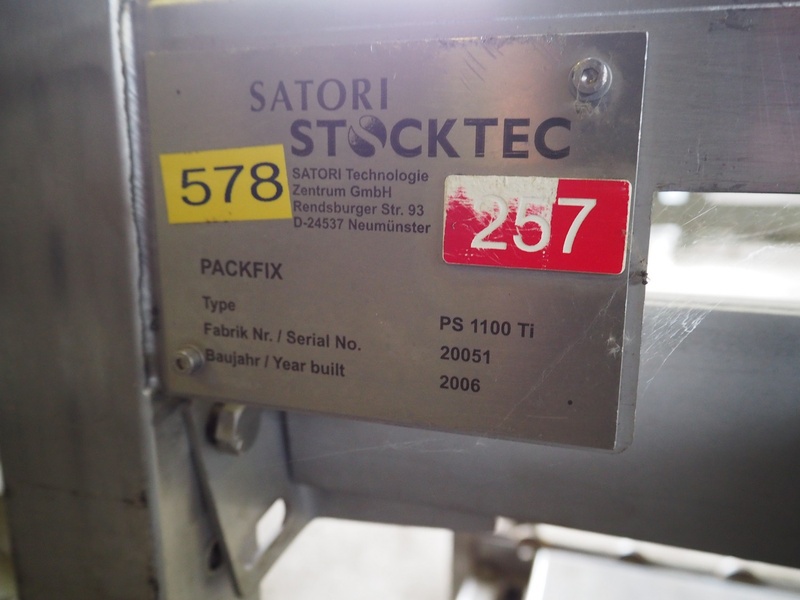 SATORI
STOCKTEC
578
SATORI Technologie
Zentrum GmbH
Rendsburger Str. 93
D-24537 Neumünster
257
PACKFIX
Type PS 1100 Ti
Fabrik Nr. / Serial No. 20051
Baujahr / Year built 2006